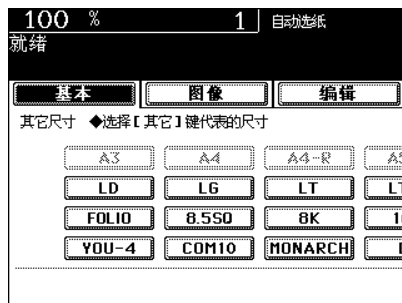 100 % 1 自动选纸
就绪
基本 图像 编辑
其它尺寸 ◆选择[其它]键代表的尺寸
A3 A4 A4-R
LD LG LT
FOLIO 8.5SQ 8K
YOU-4 COM10 MONARCH